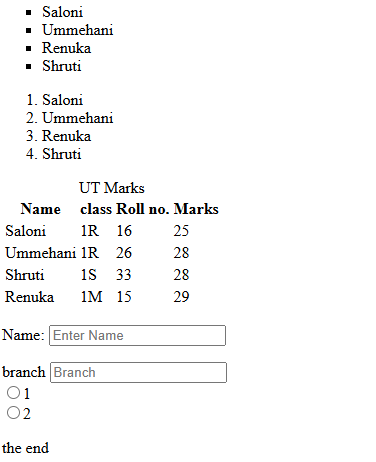 Saloni
Ummehani
Renuka
Shruti
1. Saloni
2. Ummehani
3. Renuka
4. Shruti
UT Marks
Name class Roll no. Marks
Saloni 1R 16 25
Ummehani 1R 26 28
Shruti 1S 33 28
Renuka 1M 15 29
Name: Enter Name
branch Branch
1
2
the end